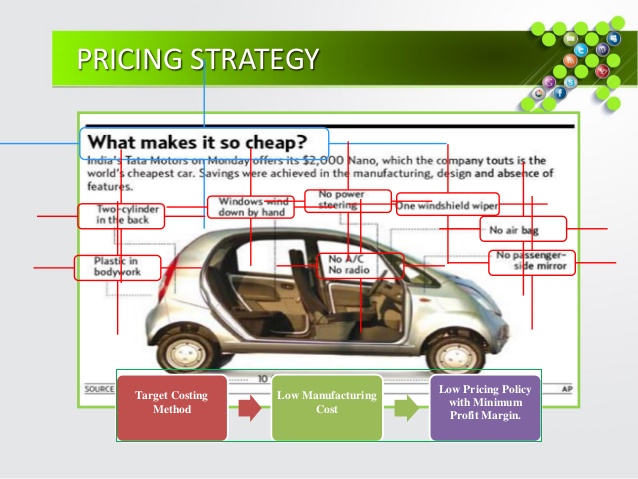 PRICING STRATEGY
What makes it so cheap?
India's Tata Motors on Monday offers its $2,000 Nano, which the company touts is the
world's cheapest car. Savings were achieved in the manufacturing, design and absence of
features.
Two-cylinder
in the back
Windows wind
down by hand
No power
steering
One windshield wiper
No air bag
Plastic in
bodywork
No A/C
No radio
No passenger-
side mirror
10
SOURCE
AP
Target Costing
Method
Low Manufacturing
Cost
Low Pricing Policy
with Minimum
Profit Margin.